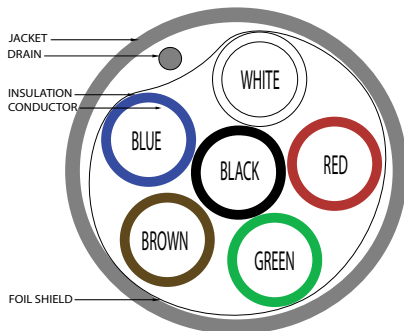 JACKET
DRAIN
WHITE
INSULATION
CONDUCTOR
BLUE
BLACK
RED
BROWN
GREEN
FOIL SHIELD